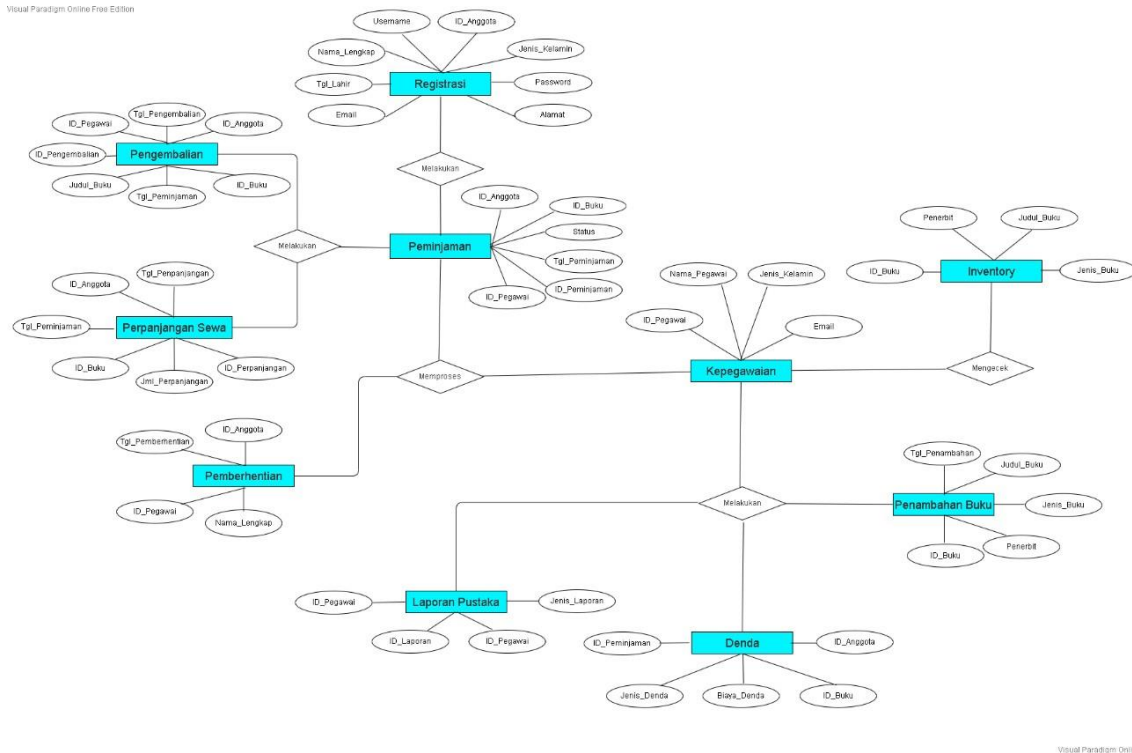 Visual Paradigm Online Free Edition
Username
ID_Anggota
Nama_Lengkap
Jenis_Kelamin
Tgl_Lahir
Registrasi
Password
Email
Alamat
Tgl_Pengembalian
ID_Pegawai
ID_Anggota
ID_Pengembalian
Pengembalian
Judul_Buku
ID_Buku
Tgl_Peminjaman
Melakukan
ID_Anggota
ID_Buku
Status
Melakukan
Peminjaman
Tgl_Peminjaman
ID_Peminjaman
ID_Pegawai
Penerbit
Judul_Buku
ID_Buku
Inventory
Jenis_Buku
Tgl_Penpanjangan
ID_Anggota
Tgl_Peminjaman
Perpanjangan Sewa
ID_Buku
ID_Perpanjangan
Jml_Perpanjangan
Nama_Pegawai
Jenis_Kelamin
ID_Pegawai
Email
Memproses
Kepegawaian
Mengecek
ID_Anggota
Tgl_Pemberhentian
Pemberhentian
ID_Pegawai
Nama_Lengkap
Tgl_Penambahan
Judul_Buku
Melakukan
Penambahan Buku
Jenis_Buku
ID_Buku
Penerbit
ID_Pegawai
Laporan Pustaka
Jenis_Laporan
ID_Laporan
ID_Pegawai
ID_Peminjaman
Denda
ID_Anggota
Jenis_Denda
Biaya_Denda
ID_Buku
Visual Paradigm Onl